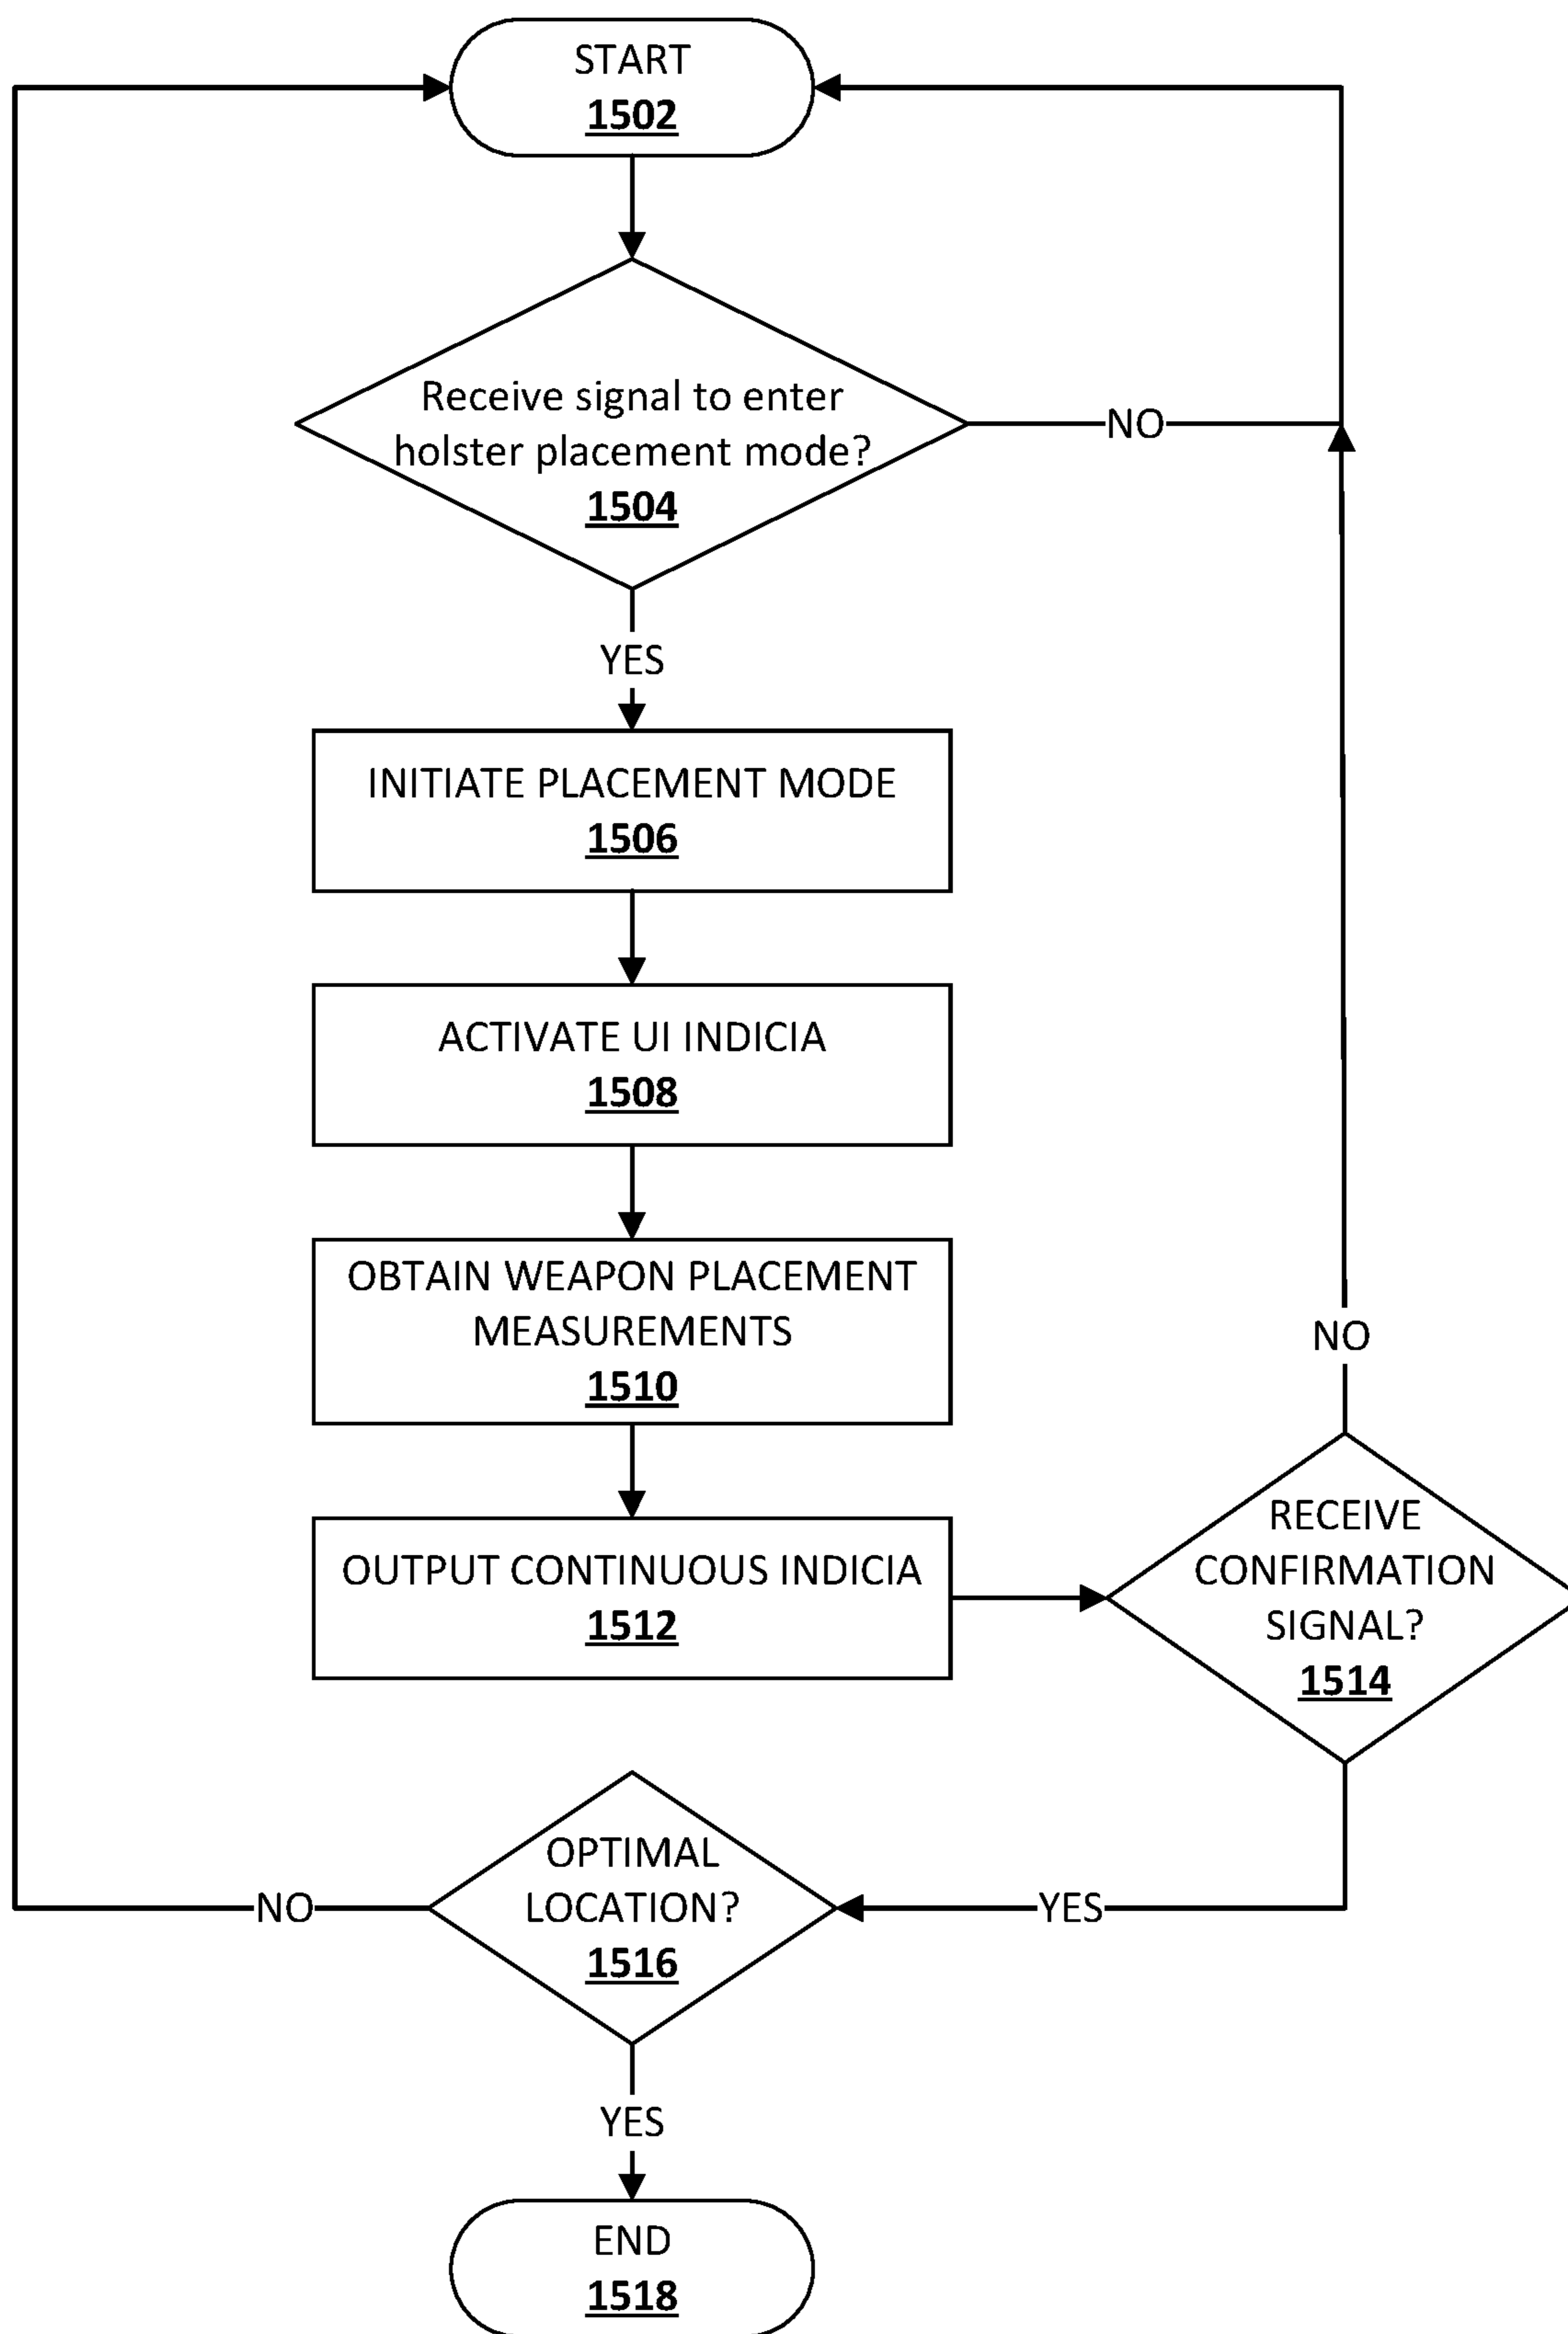 START
1502
Receive signal to enter
holster placement mode?
1504
NO
YES
INITIATE PLACEMENT MODE
1506
ACTIVATE UI INDICIA
1508
OBTAIN WEAPON PLACEMENT
MEASUREMENTS
1510
OUTPUT CONTINUOUS INDICIA
1512
NO
RECEIVE
CONFIRMATION
SIGNAL?
1514
YES
OPTIMAL
LOCATION?
1516
NO
YES
END
1518